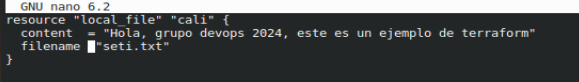 GNU nano 6.2
resource "local_file" "cali" {
  content  = "Hola, grupo devops 2024, este es un ejemplo de terraform"
  filename "seti.txt"
}